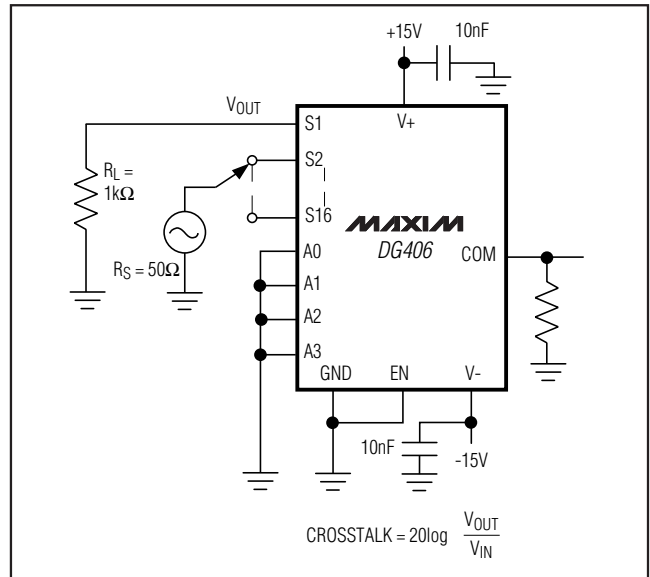 +15V 10nF
V+
VOUT
S1
S2
S16
RL =
1kΩ
RS = 50Ω
A0
A1
A2
A3
MAXIM
DG406
COM
GND EN V-
10nF
-15V
CROSSTALK = 20log VOUT
VIN